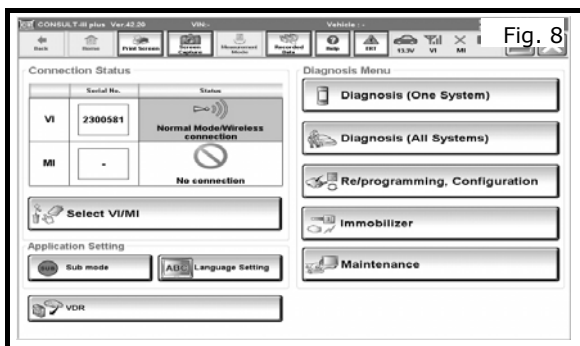 CONSULT-III plus Ver.42.20 VIN:- Vehicle : -
Fig. 8
Back
Home
Print Screen
Screen Capture
Measurement Mode
Recorded Data
Help
ERT
13.3V
VI
MI
Connection Status
Serial No. Status
VI
2300581
Normal Mode/Wireless connection
MI
-
No connection
Select VI/MI
Application Setting
SUB
Sub mode
ABC
Language Setting
VDR
Diagnosis Menu
Diagnosis (One System)
Diagnosis (All Systems)
Re/programming, Configuration
Immobilizer
Maintenance